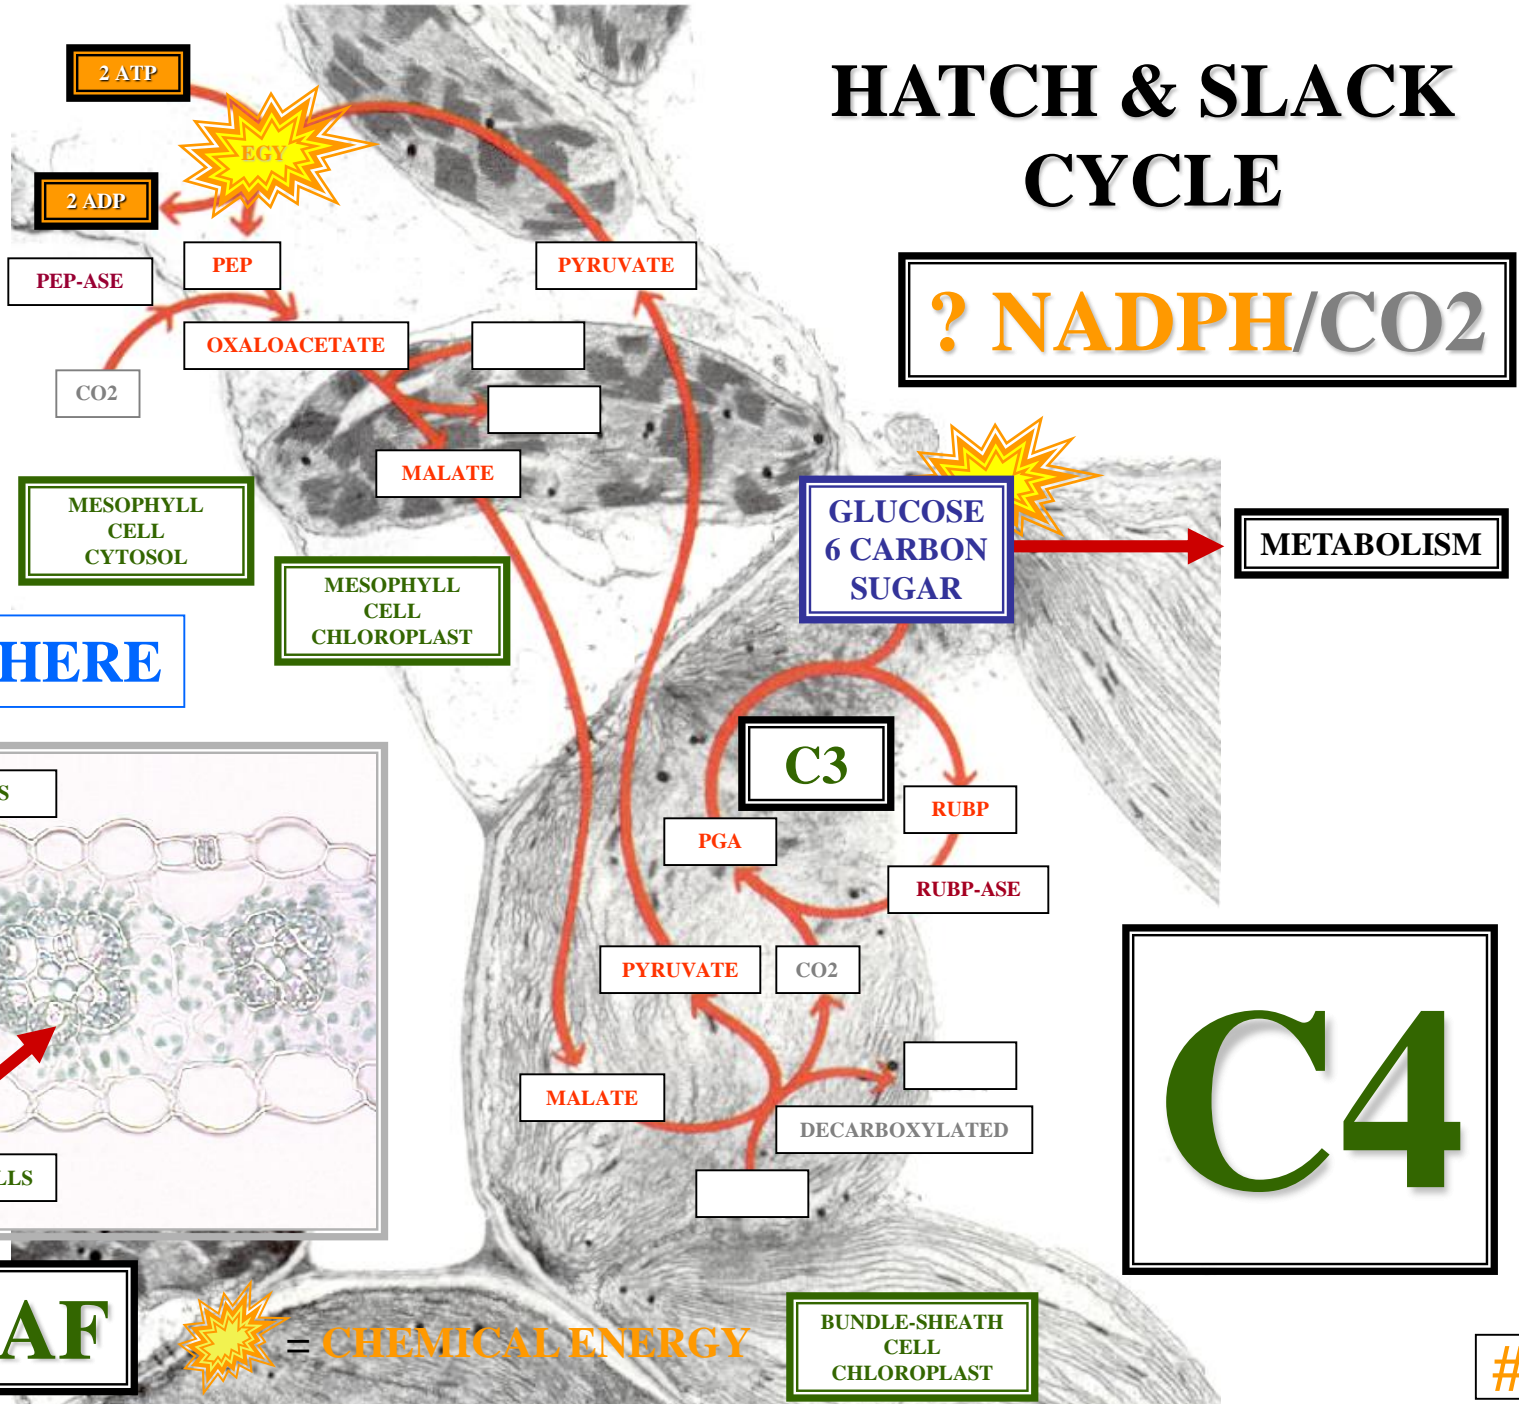 HATCH & SLACK
CYCLE
2 ATP
EGY
2 ADP
PEP-ASE
PEP
PYRUVATE
? NADPH/CO2
OXALOACETATE
CO2
MALATE
MESOPHYLL
CELL
CYTOSOL
GLUCOSE
6 CARBON
SUGAR
METABOLISM
MESOPHYLL
CELL
CHLOROPLAST
HERE
C3
S
RUBP
PGA
RUBP-ASE
PYRUVATE
CO2
C4
MALATE
DECARBOXYLATED
LLS
AF
= CHEMICAL ENERGY
BUNDLE-SHEATH
CELL
CHLOROPLAST
#